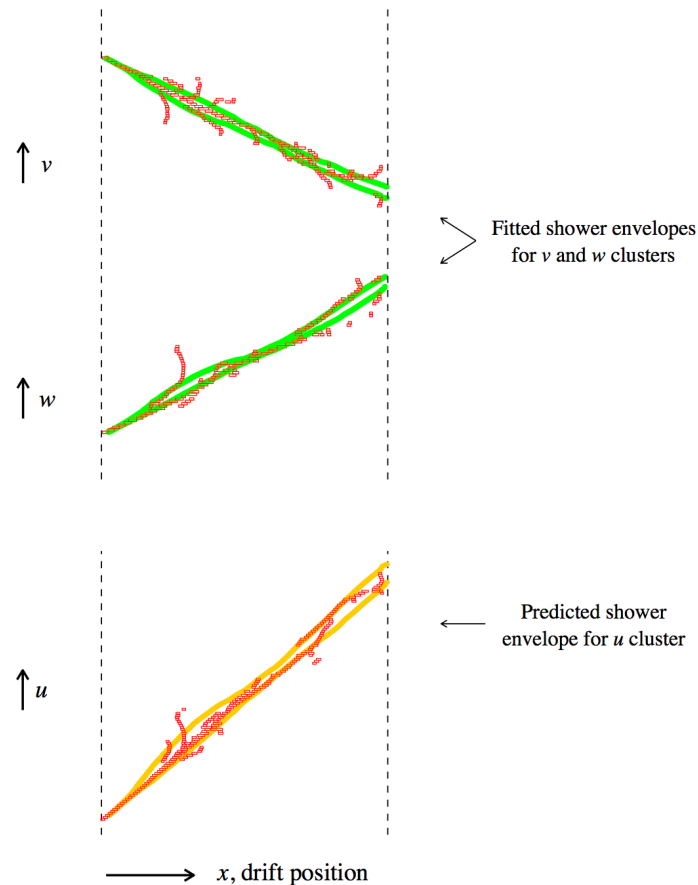 v
Fitted shower envelopes
for v and w clusters
w
Predicted shower
envelope for u cluster
u
x, drift position